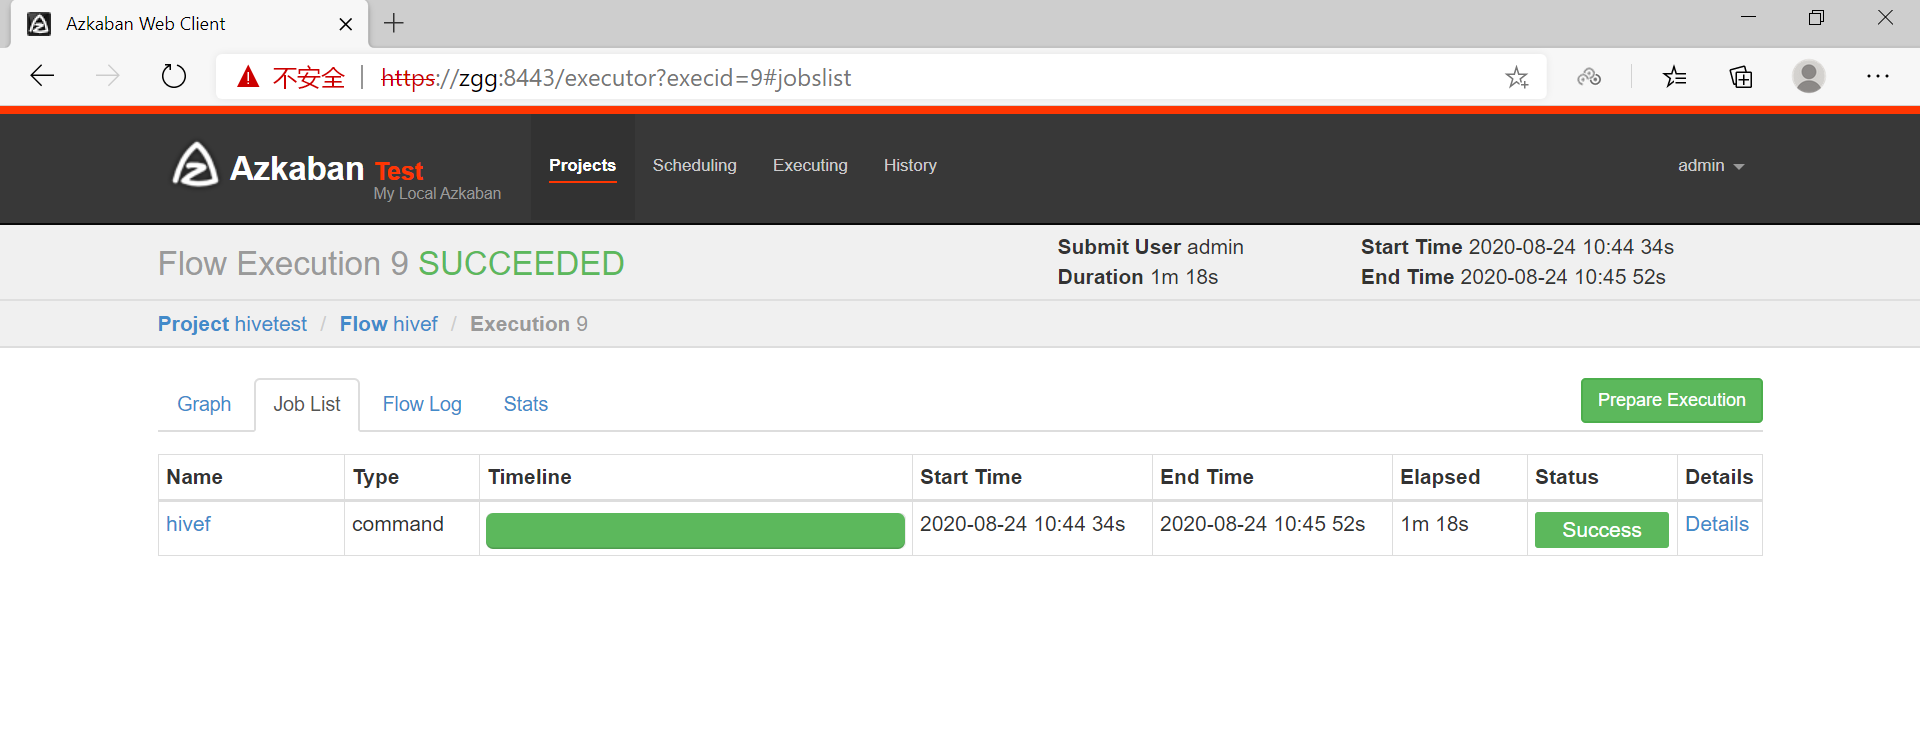 Azkaban Web Client
不安全 | https://zgg:8443/executor?execid=9#jobslist
Azkaban Test
My Local Azkaban
Projects Scheduling Executing History admin
Flow Execution 9 SUCCEEDED
Submit User admin
Duration 1m 18s
Start Time 2020-08-24 10:44 34s
End Time 2020-08-24 10:45 52s
Project hivetest / Flow hivef / Execution 9
Graph Job List Flow Log Stats Prepare Execution
Name Type Timeline Start Time End Time Elapsed Status Details
hivef command 2020-08-24 10:44 34s 2020-08-24 10:45 52s 1m 18s Success Details